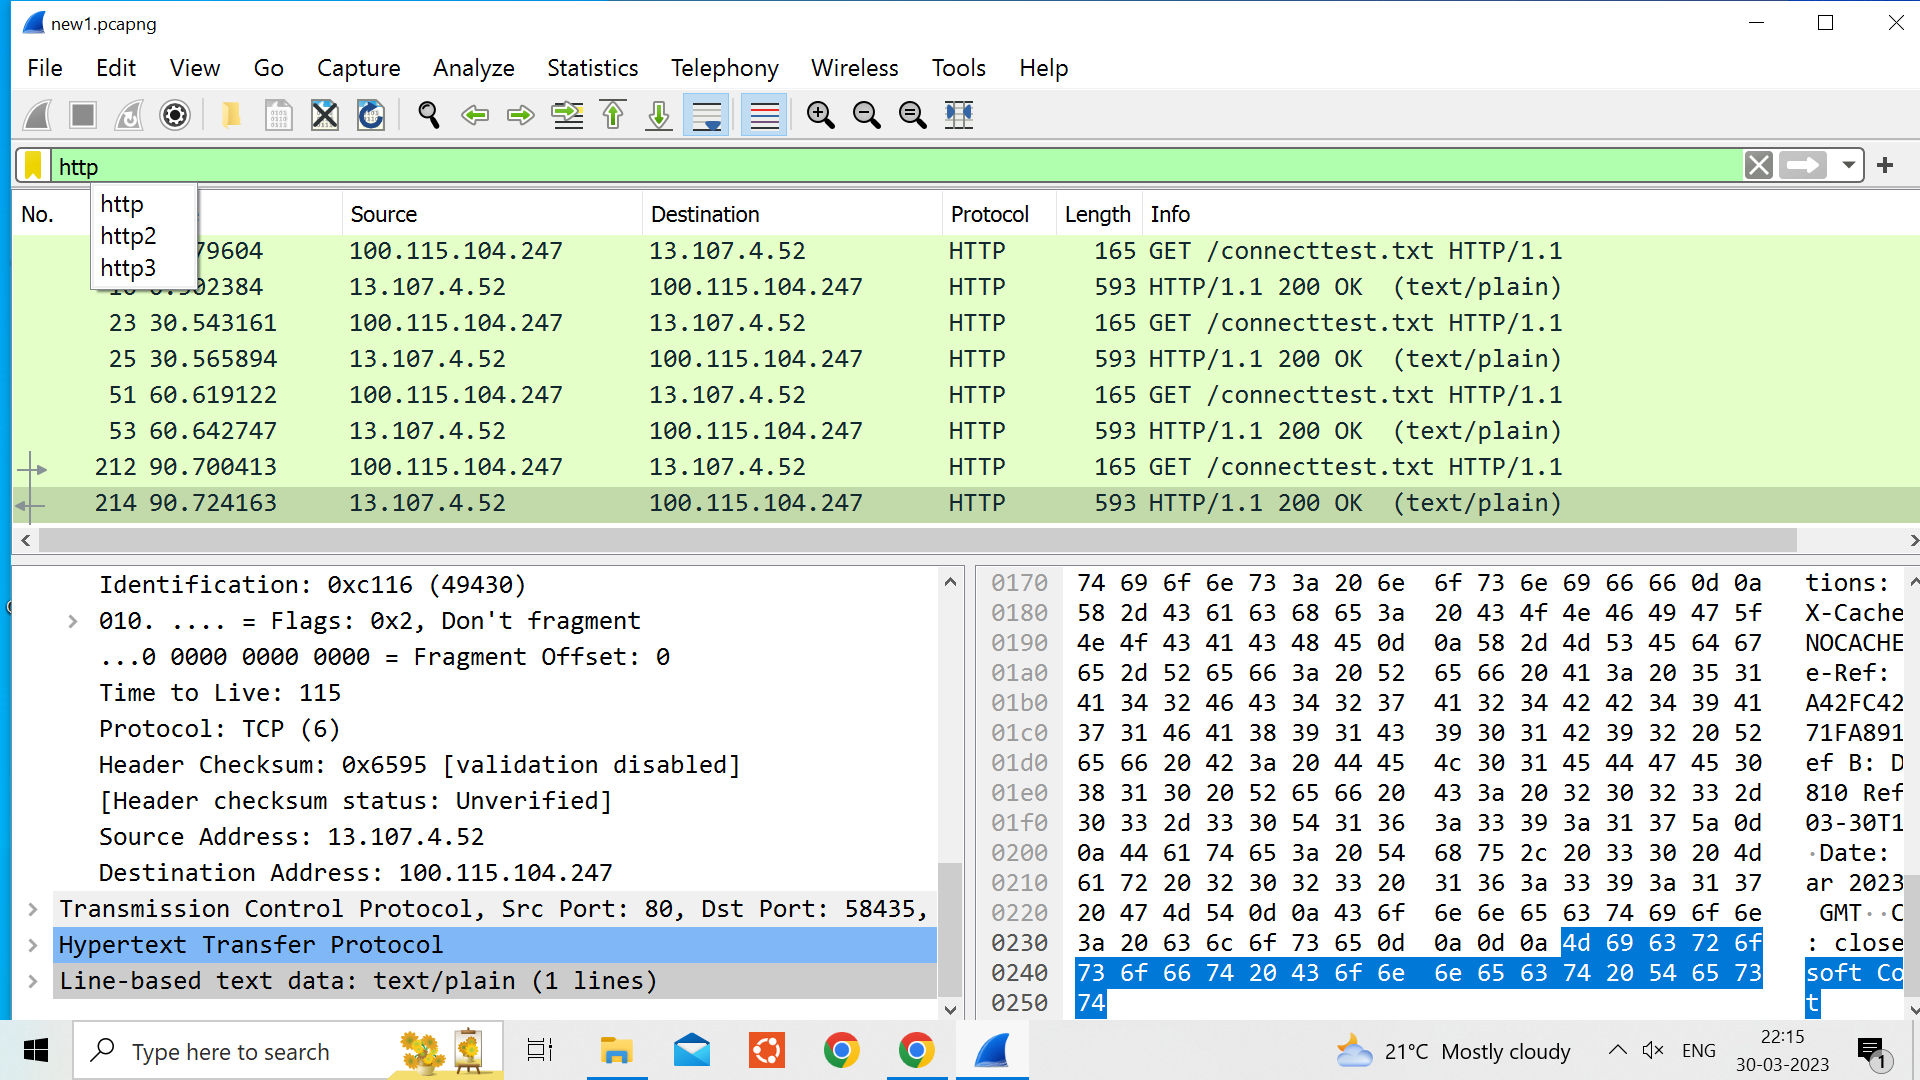 new1.pcapng
File Edit View Go Capture Analyze Statistics Telephony Wireless Tools Help
http
http
http2
http3
No. Source Destination Protocol Length Info
79604 100.115.104.247 13.107.4.52 HTTP 165 GET /connecttest.txt HTTP/1.1
13.107.4.52 100.115.104.247 HTTP 593 HTTP/1.1 200 OK (text/plain)
23 30.543161 100.115.104.247 13.107.4.52 HTTP 165 GET /connecttest.txt HTTP/1.1
25 30.565894 13.107.4.52 100.115.104.247 HTTP 593 HTTP/1.1 200 OK (text/plain)
51 60.619122 100.115.104.247 13.107.4.52 HTTP 165 GET /connecttest.txt HTTP/1.1
53 60.642747 13.107.4.52 100.115.104.247 HTTP 593 HTTP/1.1 200 OK (text/plain)
212 90.700413 100.115.104.247 13.107.4.52 HTTP 165 GET /connecttest.txt HTTP/1.1
214 90.724163 13.107.4.52 100.115.104.247 HTTP 593 HTTP/1.1 200 OK (text/plain)
Identification: 0xc116 (49430)
010. .... = Flags: 0x2, Don't fragment
...0 0000 0000 0000 = Fragment Offset: 0
Time to Live: 115
Protocol: TCP (6)
Header Checksum: 0x6595 [validation disabled]
[Header checksum status: Unverified]
Source Address: 13.107.4.52
Destination Address: 100.115.104.247
Transmission Control Protocol, Src Port: 80, Dst Port: 58435,
Hypertext Transfer Protocol
Line-based text data: text/plain (1 lines)
0170 74 69 6f 6e 73 3a 20 6e 6f 73 6e 69 66 66 0d 0a tions:
0180 58 2d 43 61 63 68 65 3a 20 43 4f 4e 46 49 47 5f X-Cache
0190 4e 4f 43 41 43 48 45 0d 0a 58 2d 4d 53 45 64 67 NOCACHE
01a0 65 2d 52 65 66 3a 20 52 65 66 20 41 3a 20 35 31 e-Ref:
01b0 41 34 32 46 43 34 32 37 41 32 34 42 42 34 39 41 A42FC42
01c0 37 31 46 41 38 39 31 43 39 30 31 42 39 32 20 52 71FA891
01d0 65 66 20 42 3a 20 44 45 4c 30 31 45 44 47 45 30 ef B: D
01e0 38 31 30 20 52 65 66 20 43 3a 20 32 30 32 33 2d 810 Ref
01f0 30 33 2d 33 30 54 31 36 3a 33 39 3a 31 37 5a 0d 03-30T1
0200 0a 44 61 74 65 3a 20 54 68 75 2c 20 33 30 20 4d ·Date:
0210 61 72 20 32 30 32 33 20 31 36 3a 33 39 3a 31 37 ar 2023
0220 20 47 4d 54 0d 0a 43 6f 6e 6e 65 63 74 69 6f 6e GMT··C
0230 3a 20 63 6c 6f 73 65 0d 0a 0d 0a 4d 69 63 72 6f : close
0240 73 6f 66 74 20 43 6f 6e 6e 65 63 74 20 54 65 73 soft Co
0250 74 t
Type here to search
21°C Mostly cloudy
ENG
22:15
30-03-2023
1